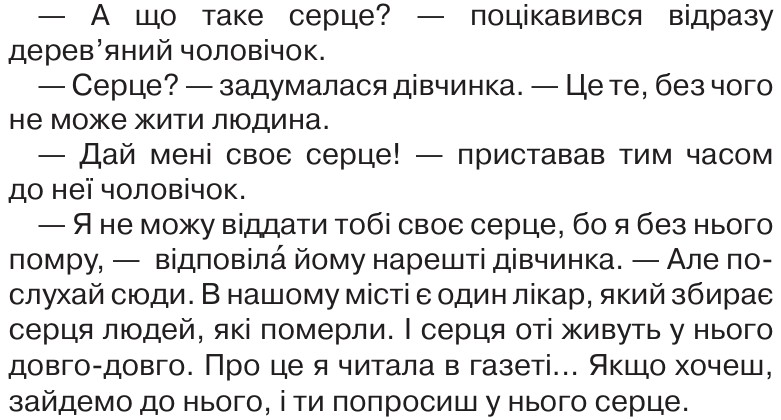 — А що таке серце? — поцікавився відразу
дерев’яний чоловічок.
— Серце? — задумалася дівчинка. — Це те, без чого
не може жити людина.
— Дай мені своє серце! — приставав тим часом
до неї чоловічок.
— Я не можу віддати тобі своє серце, бо я без нього
помру, — відповіла́ йому нарешті дівчинка. — Але по-
слухай сюди. В нашому місті є один лікар, який збирає
серця людей, які померли. І серця оті живуть у нього
довго-довго. Про це я читала в газеті... Якщо хочеш,
зайдемо до нього, і ти попросиш у нього серце.